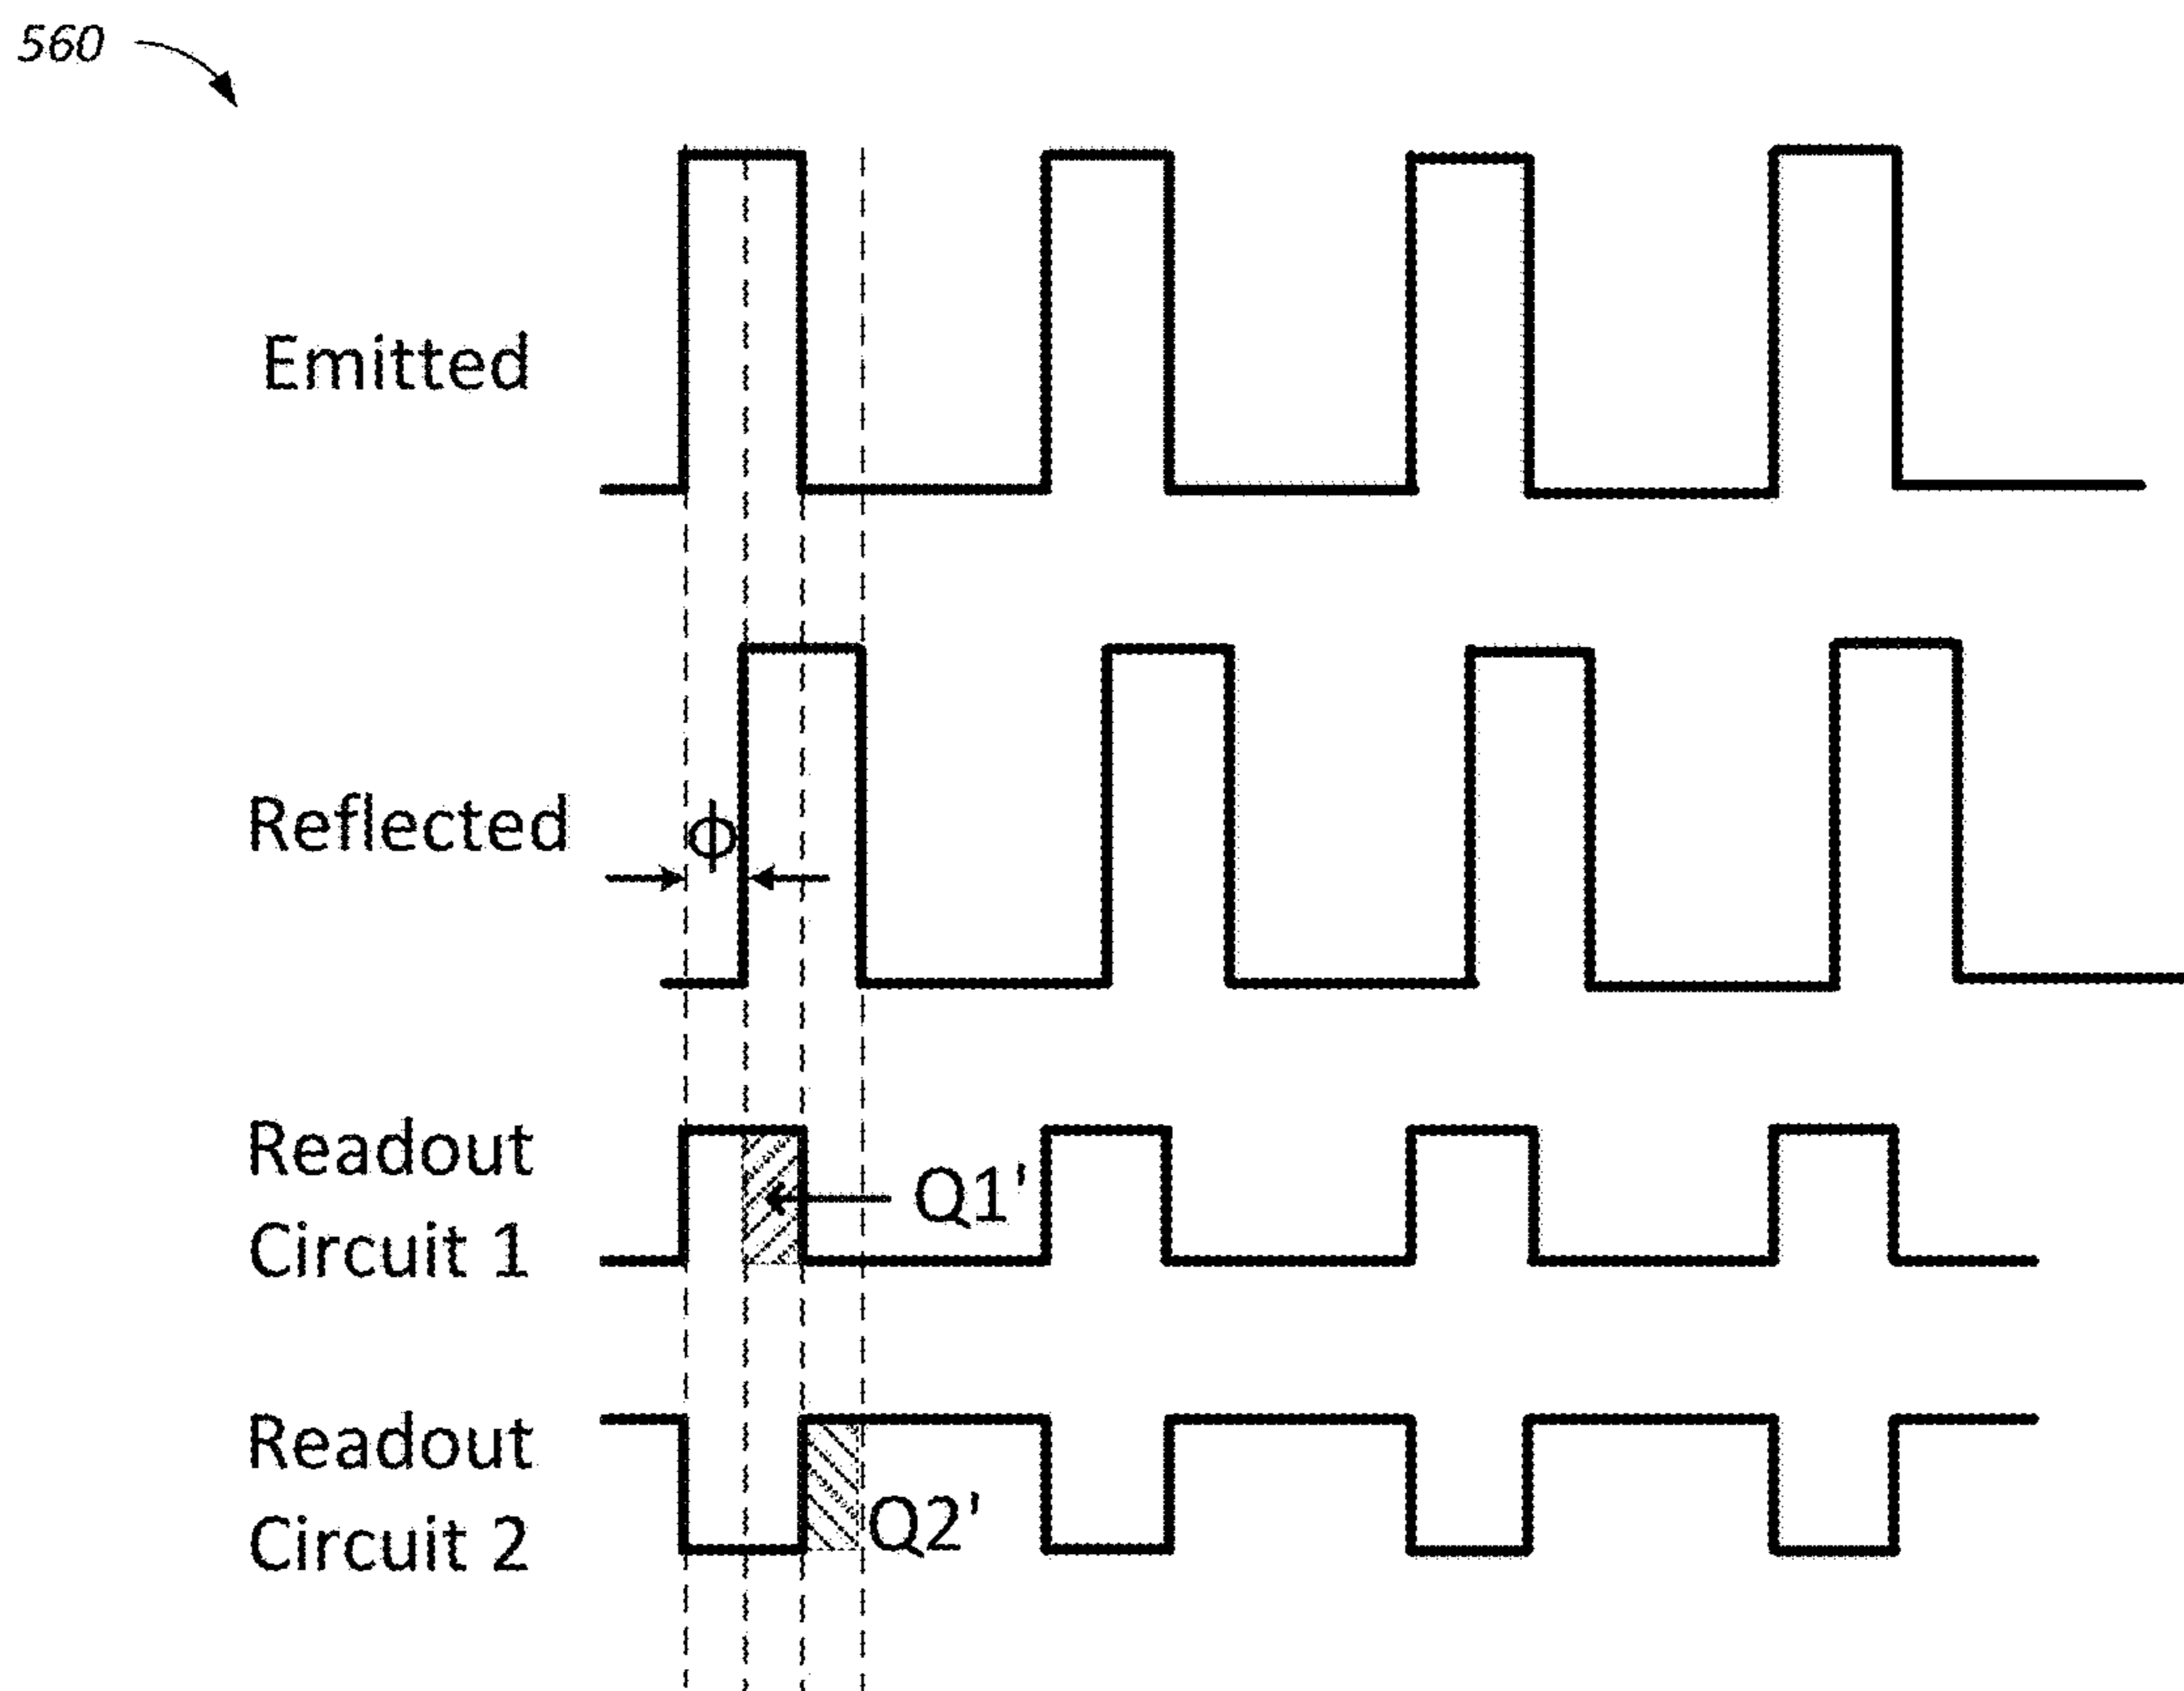 560
Emitted
Reflected
ϕ
Readout
Circuit 1
Q1'
Readout
Circuit 2
Q2'